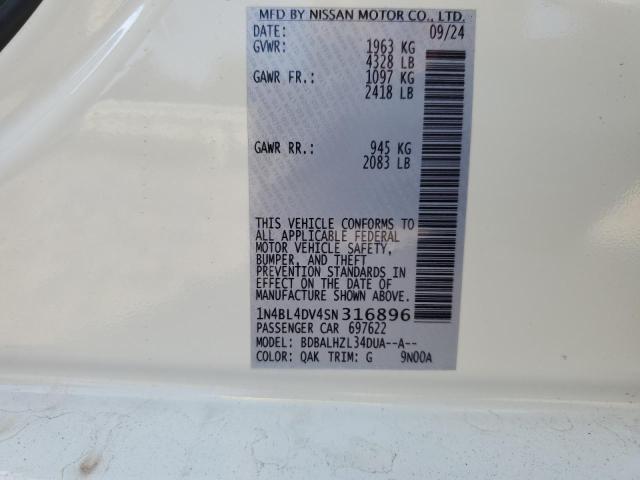 MFD BY NISSAN MOTOR CO., LTD.
DATE: 09/24
GVWR: 1963 KG
4328 LB
GAWR FR.: 1097 KG
2418 LB
GAWR RR.: 945 KG
2083 LB
THIS VEHICLE CONFORMS TO
ALL APPLICABLE FEDERAL
MOTOR VEHICLE SAFETY,
BUMPER, AND THEFT
PREVENTION STANDARDS IN
EFFECT ON THE DATE OF
MANUFACTURE SHOWN ABOVE.
1N4BL4DV4SN316896
PASSENGER CAR 697622
MODEL: BDBALHZL34DUA--A--
COLOR: QAK TRIM: G 9N00A